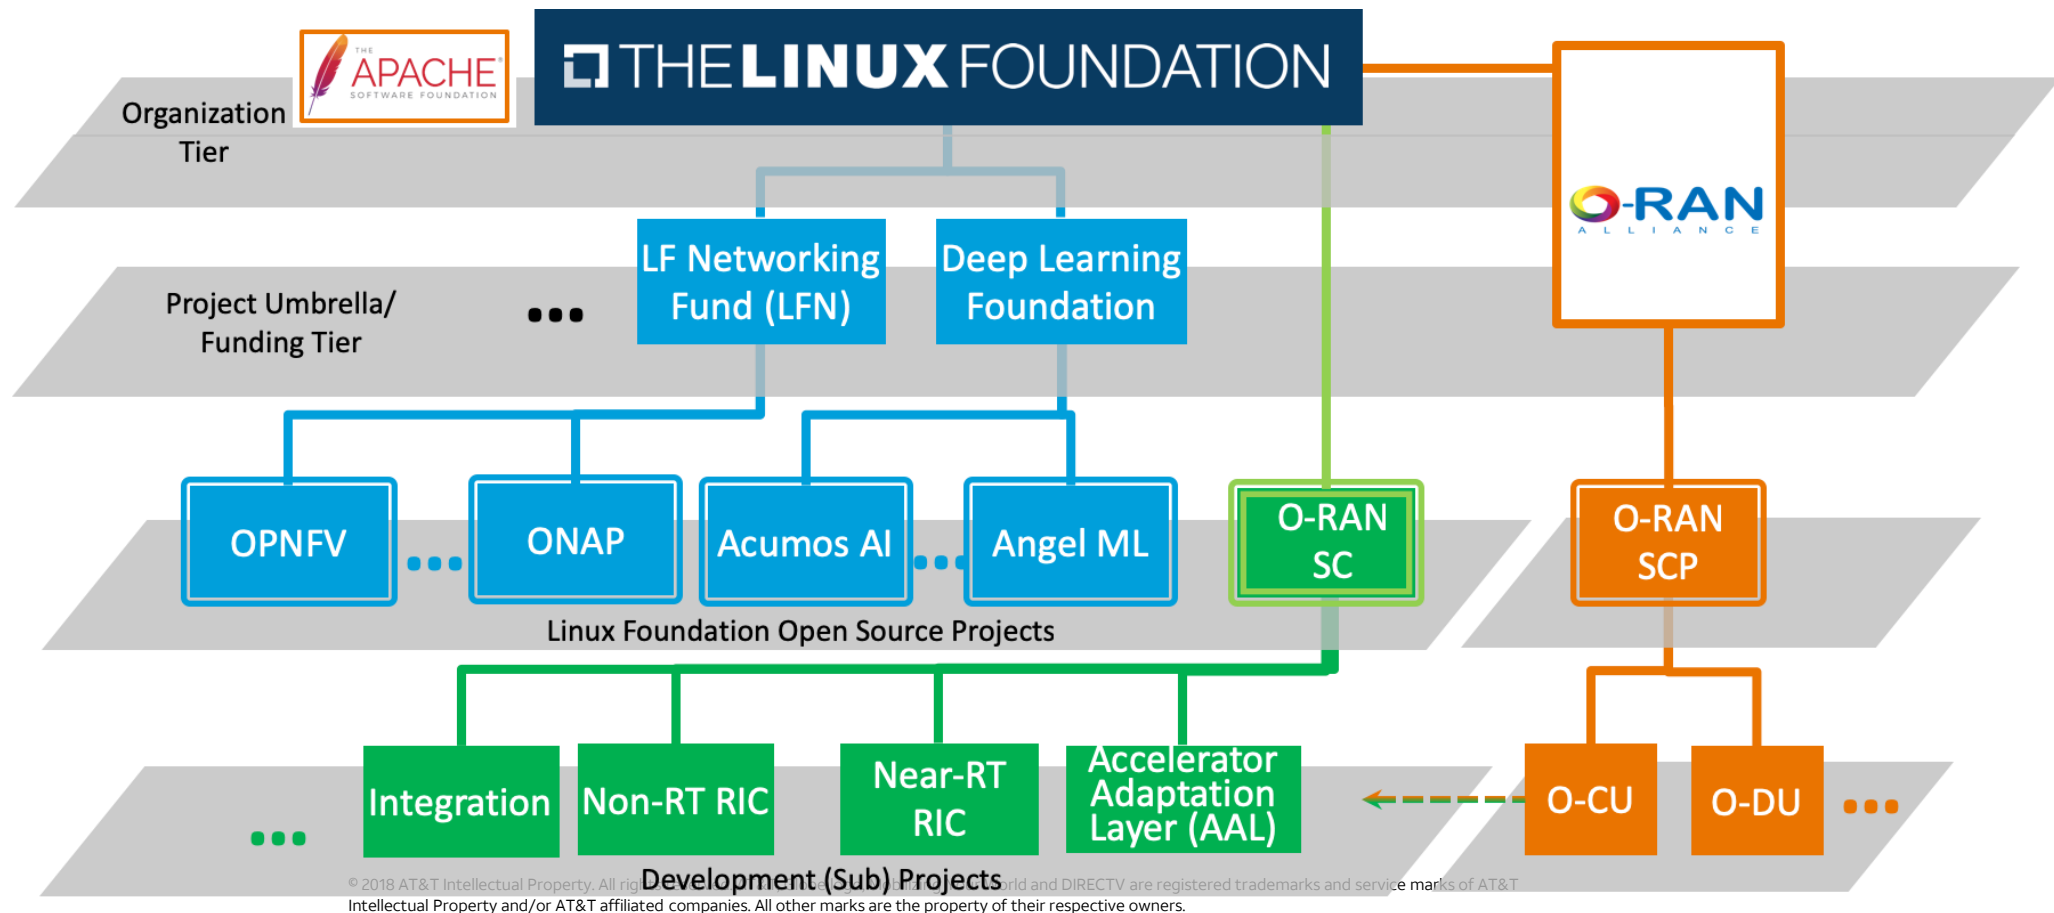 THE
APACHE®
SOFTWARE FOUNDATION
THE LINUX FOUNDATION
Organization
Tier
O-RAN
ALLIANCE
LF Networking
Fund (LFN)
Deep Learning
Foundation
Project Umbrella/
Funding Tier
...
OPNFV
...
ONAP
Acumos AI
...
Angel ML
O-RAN
SC
O-RAN
SCP
Linux Foundation Open Source Projects
...
Integration
Non-RT RIC
Near-RT
RIC
Accelerator
Adaptation
Layer (AAL)
O-CU
O-DU
...
Development (Sub) Projects
© 2018 AT&T Intellectual Property. All World and DIRECTV are registered trademarks and service marks of AT&T
Intellectual Property and/or AT&T affiliated companies. All other marks are the property of their respective owners.